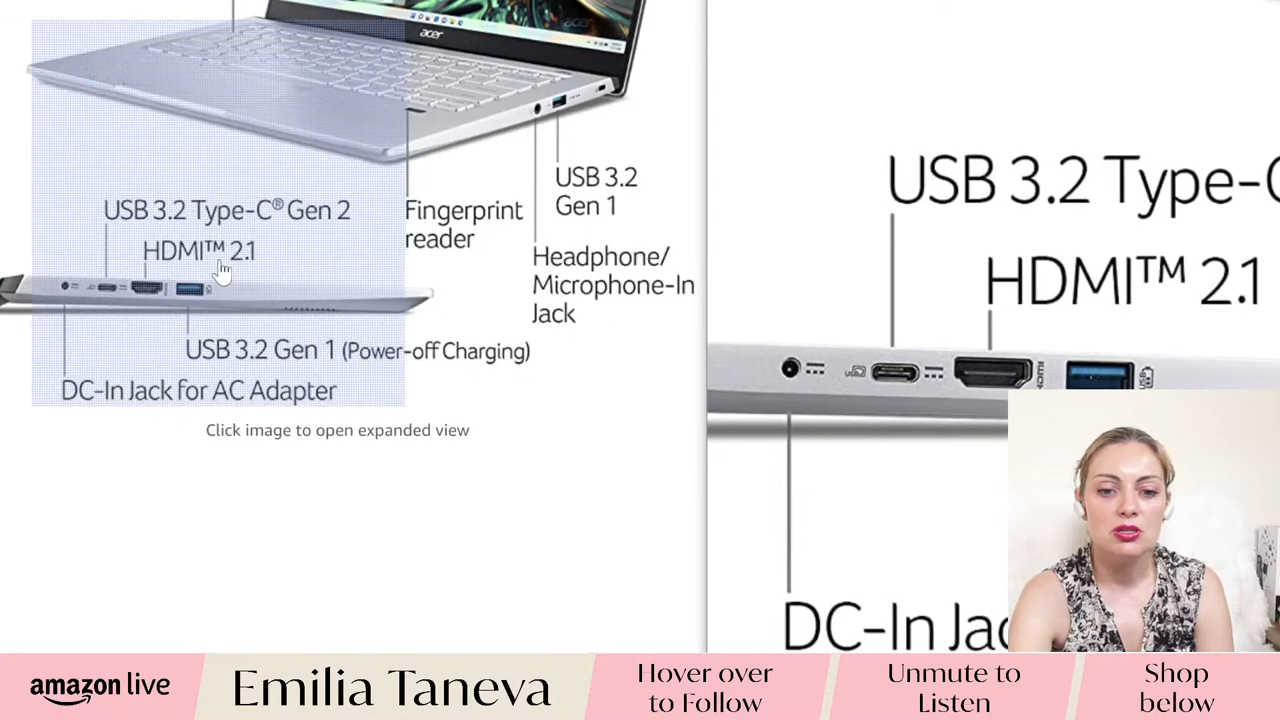 acer
USB 3.2
Gen 1
Fingerprint
reader
Headphone/
Microphone-In
Jack
USB 3.2 Type-C® Gen 2
HDMI™ 2.1
USB 3.2 Gen 1 (Power-off Charging)
DC-In Jack for AC Adapter
Click image to open expanded view
USB 3.2 Type-C
HDMI™ 2.1
DC-In Jac
amazon live
Emilia Taneva
Hover over
to Follow
Unmute to
Listen
Shop
below